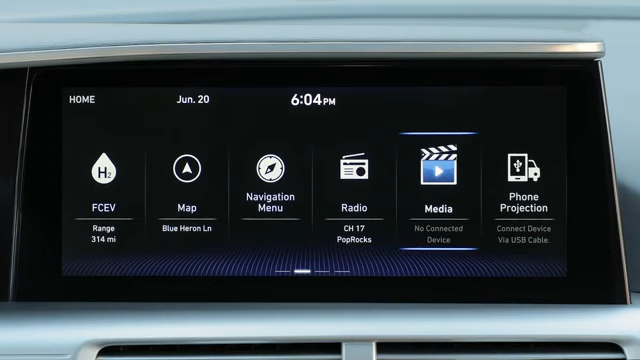 HOME
Jun. 20
6:04 PM
H2
FCEV
Range
314 mi
Map
Blue Heron Ln
Navigation
Menu
Radio
CH 17
PopRocks
Media
No Connected
Device
Phone
Projection
Connect Device
Via USB Cable.